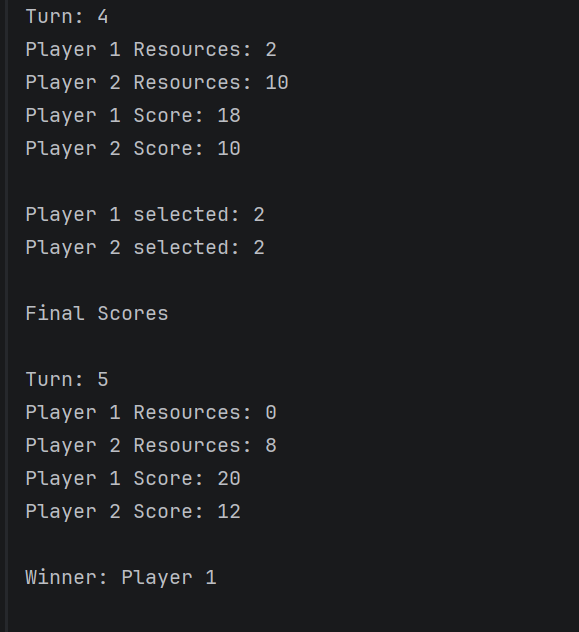 Turn: 4
Player 1 Resources: 2
Player 2 Resources: 10
Player 1 Score: 18
Player 2 Score: 10
Player 1 selected: 2
Player 2 selected: 2
Final Scores
Turn: 5
Player 1 Resources: 0
Player 2 Resources: 8
Player 1 Score: 20
Player 2 Score: 12
Winner: Player 1